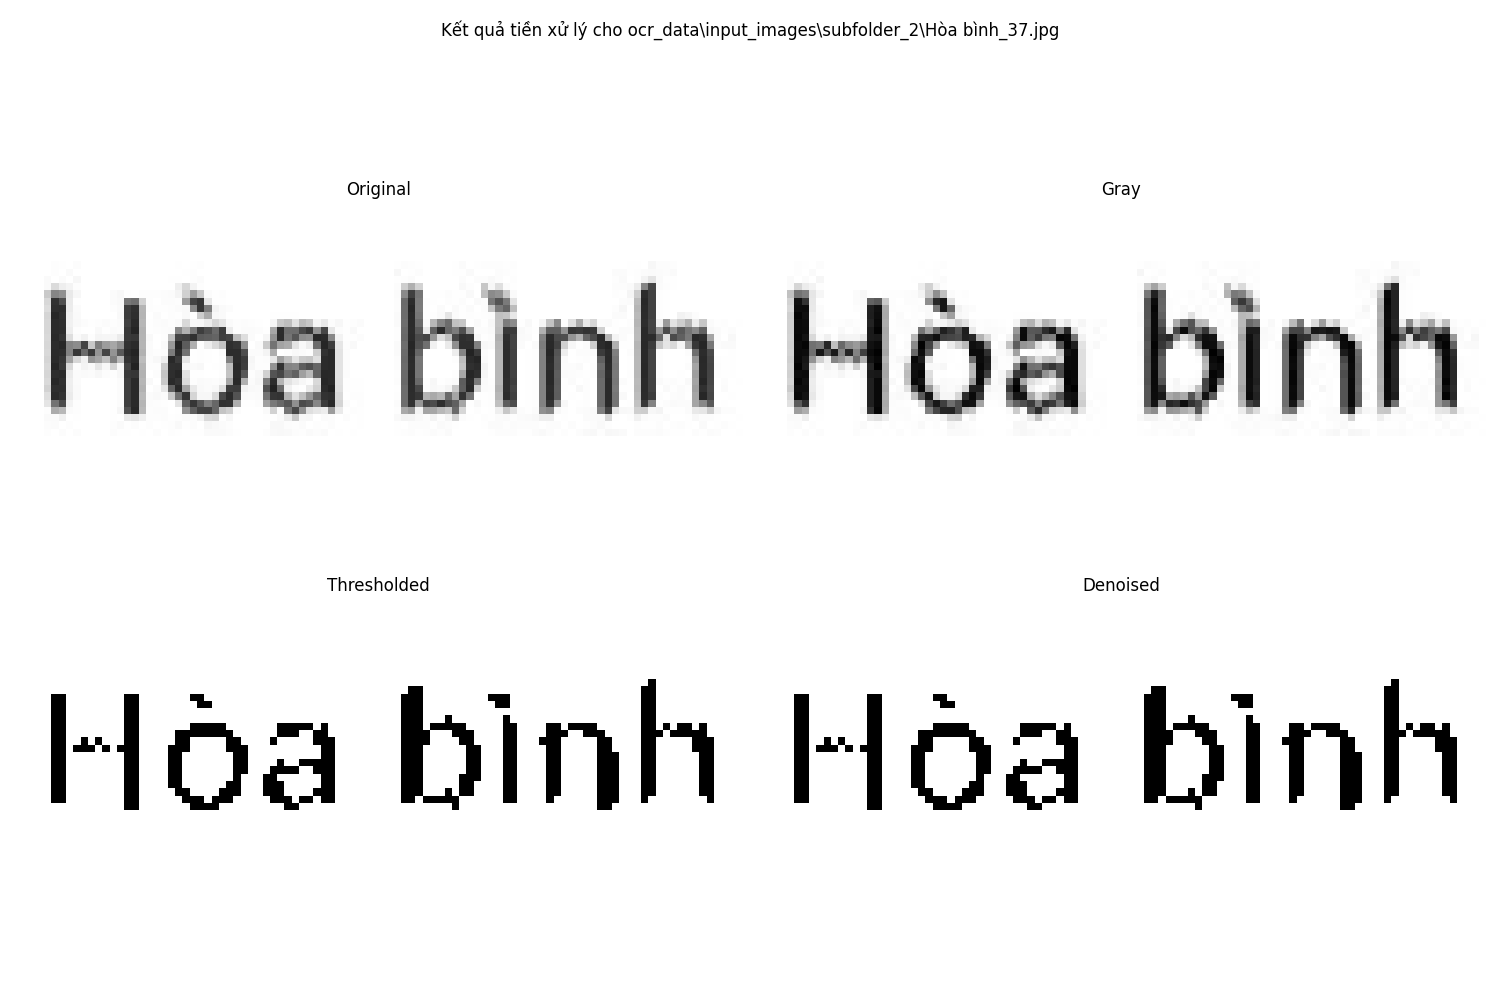 Kết quả tiền xử lý cho ocr_data\input_images\subfolder_2\Hòa bình_37.jpg
Original
Gray
Hòa bình
Hòa bình
Thresholded
Denoised
Hòa bình
Hòa bình